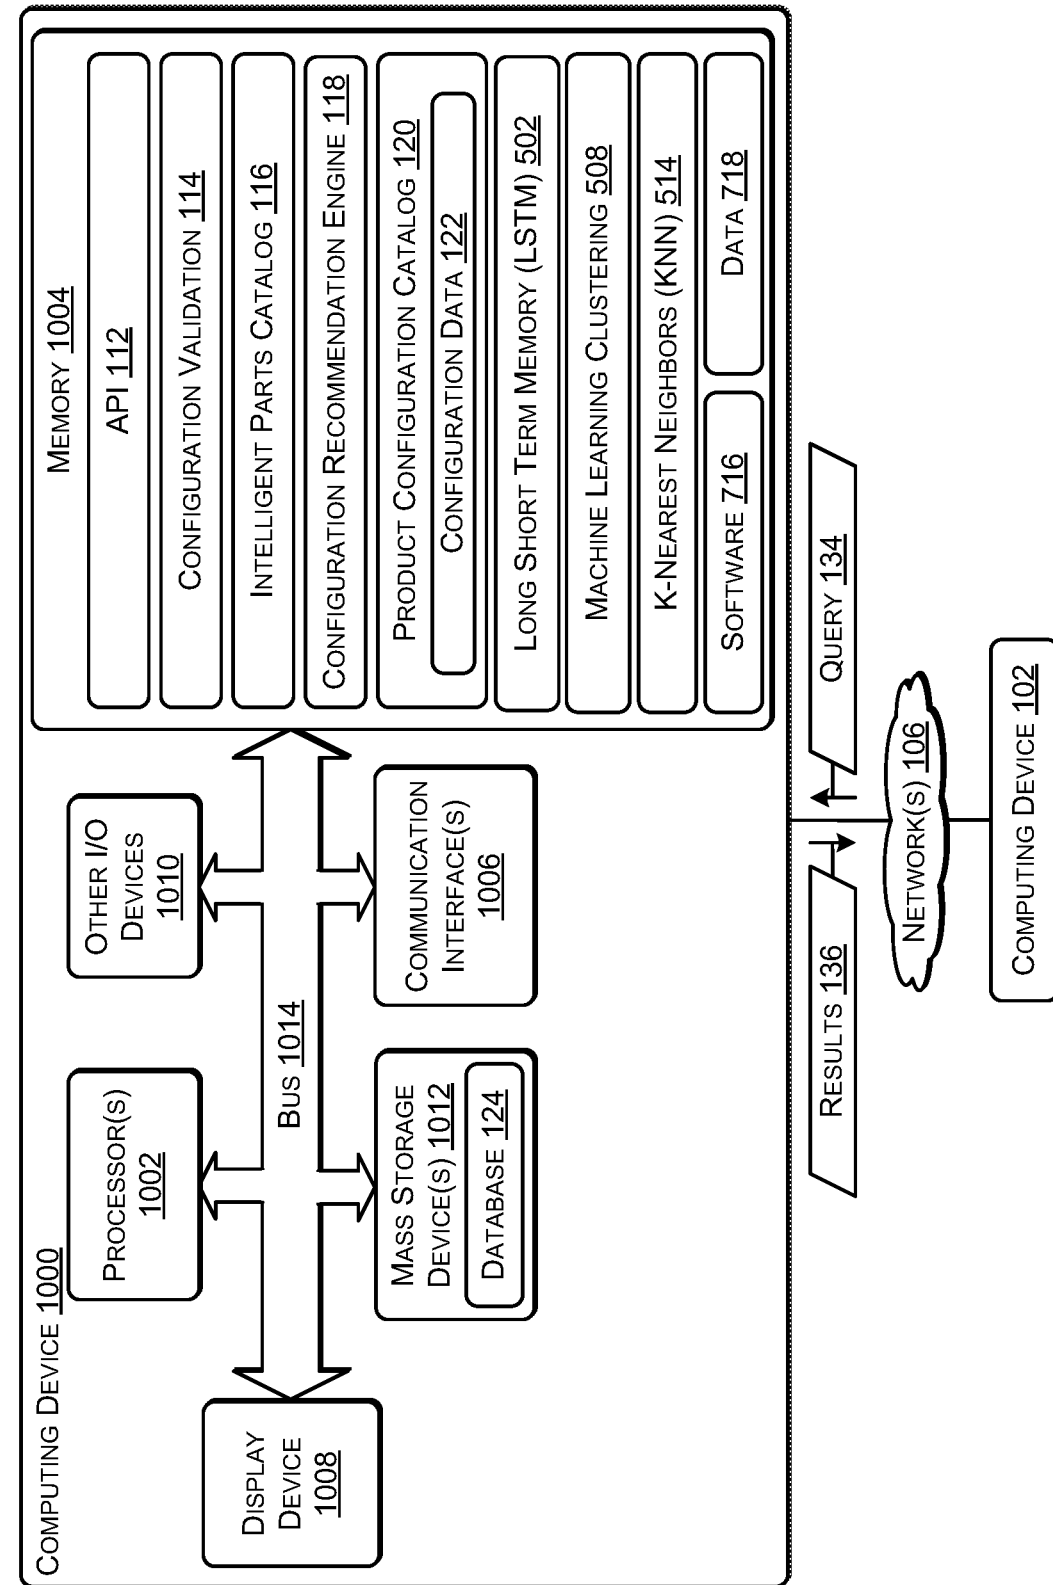 COMPUTING DEVICE 1000
PROCESSOR(S)
1002
OTHER I/O
DEVICES
1010
DISPLAY
DEVICE
1008
BUS 1014
MASS STORAGE
DEVICE(S) 1012
DATABASE 124
COMMUNICATION
INTERFACE(S)
1006
MEMORY 1004
API 112
CONFIGURATION VALIDATION 114
INTELLIGENT PARTS CATALOG 116
CONFIGURATION RECOMMENDATION ENGINE 118
PRODUCT CONFIGURATION CATALOG 120
CONFIGURATION DATA 122
LONG SHORT TERM MEMORY (LSTM) 502
MACHINE LEARNING CLUSTERING 508
K-NEAREST NEIGHBORS (KNN) 514
SOFTWARE 716
DATA 718
RESULTS 136
QUERY 134
NETWORK(S) 106
COMPUTING DEVICE 102